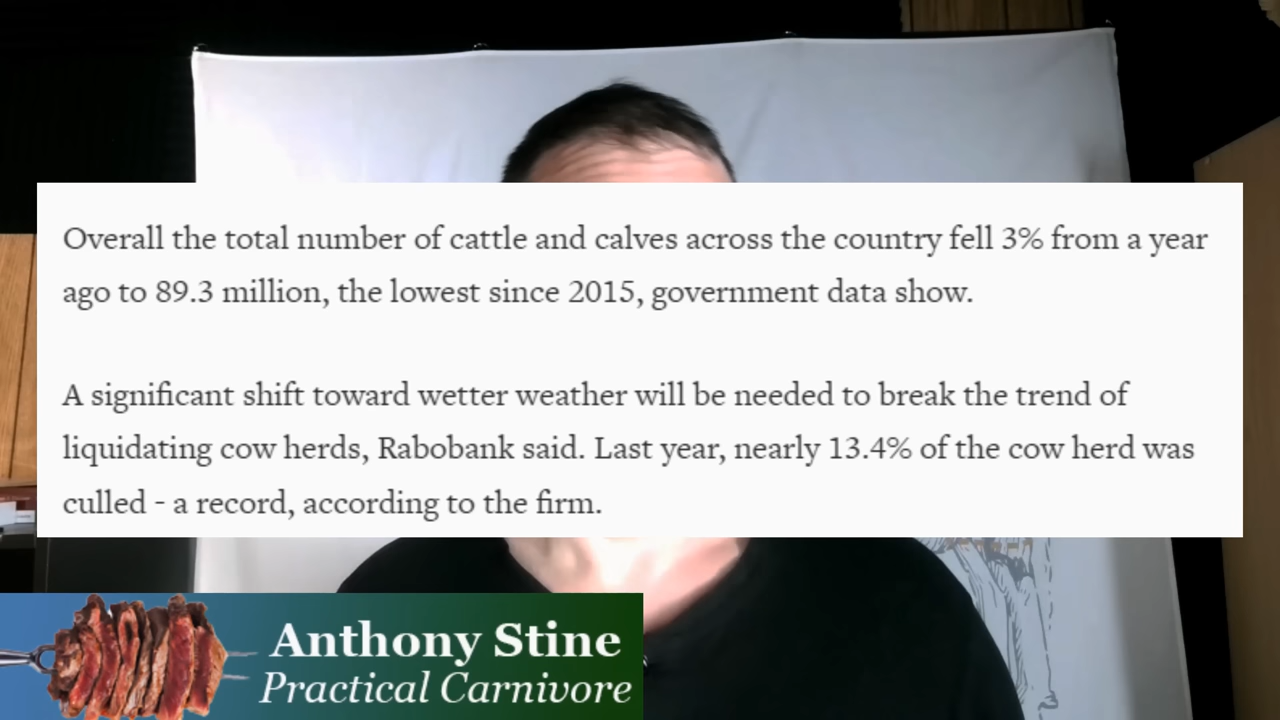 Overall the total number of cattle and calves across the country fell 3% from a year
ago to 89.3 million, the lowest since 2015, government data show.
A significant shift toward wetter weather will be needed to break the trend of
liquidating cow herds, Rabobank said. Last year, nearly 13.4% of the cow herd was
culled - a record, according to the firm.
Anthony Stine
Practical Carnivore